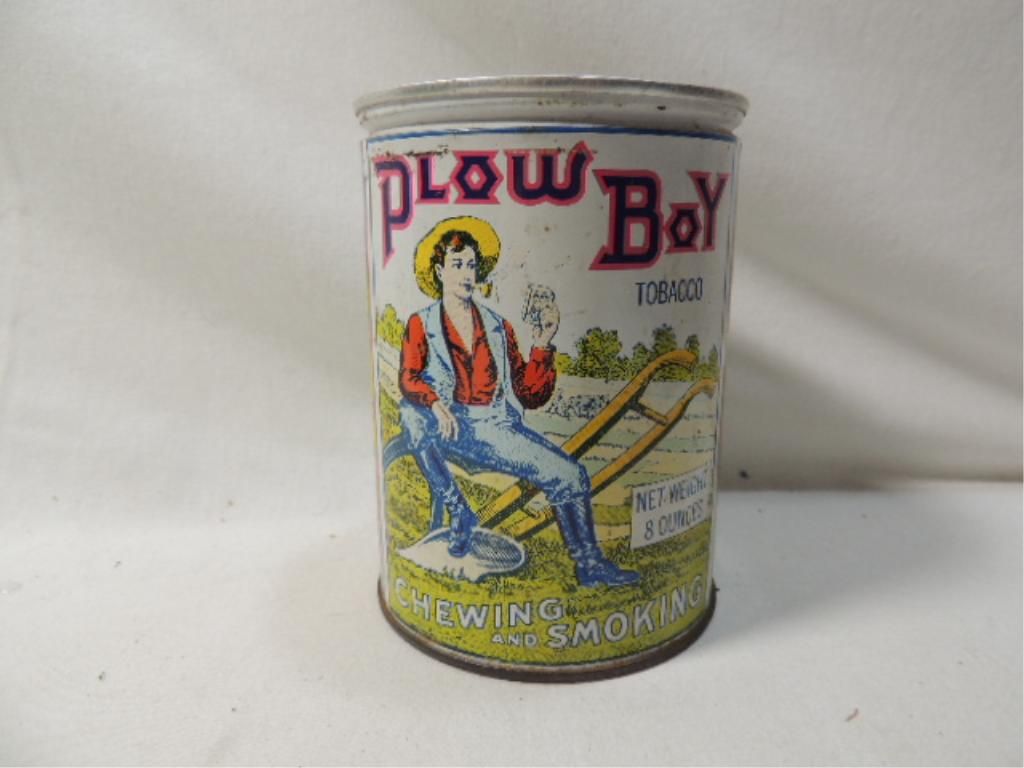 PLOW BOY
TOBACCO
NET WEIGHT
8 OUNCES
CHEWING
AND SMOKING